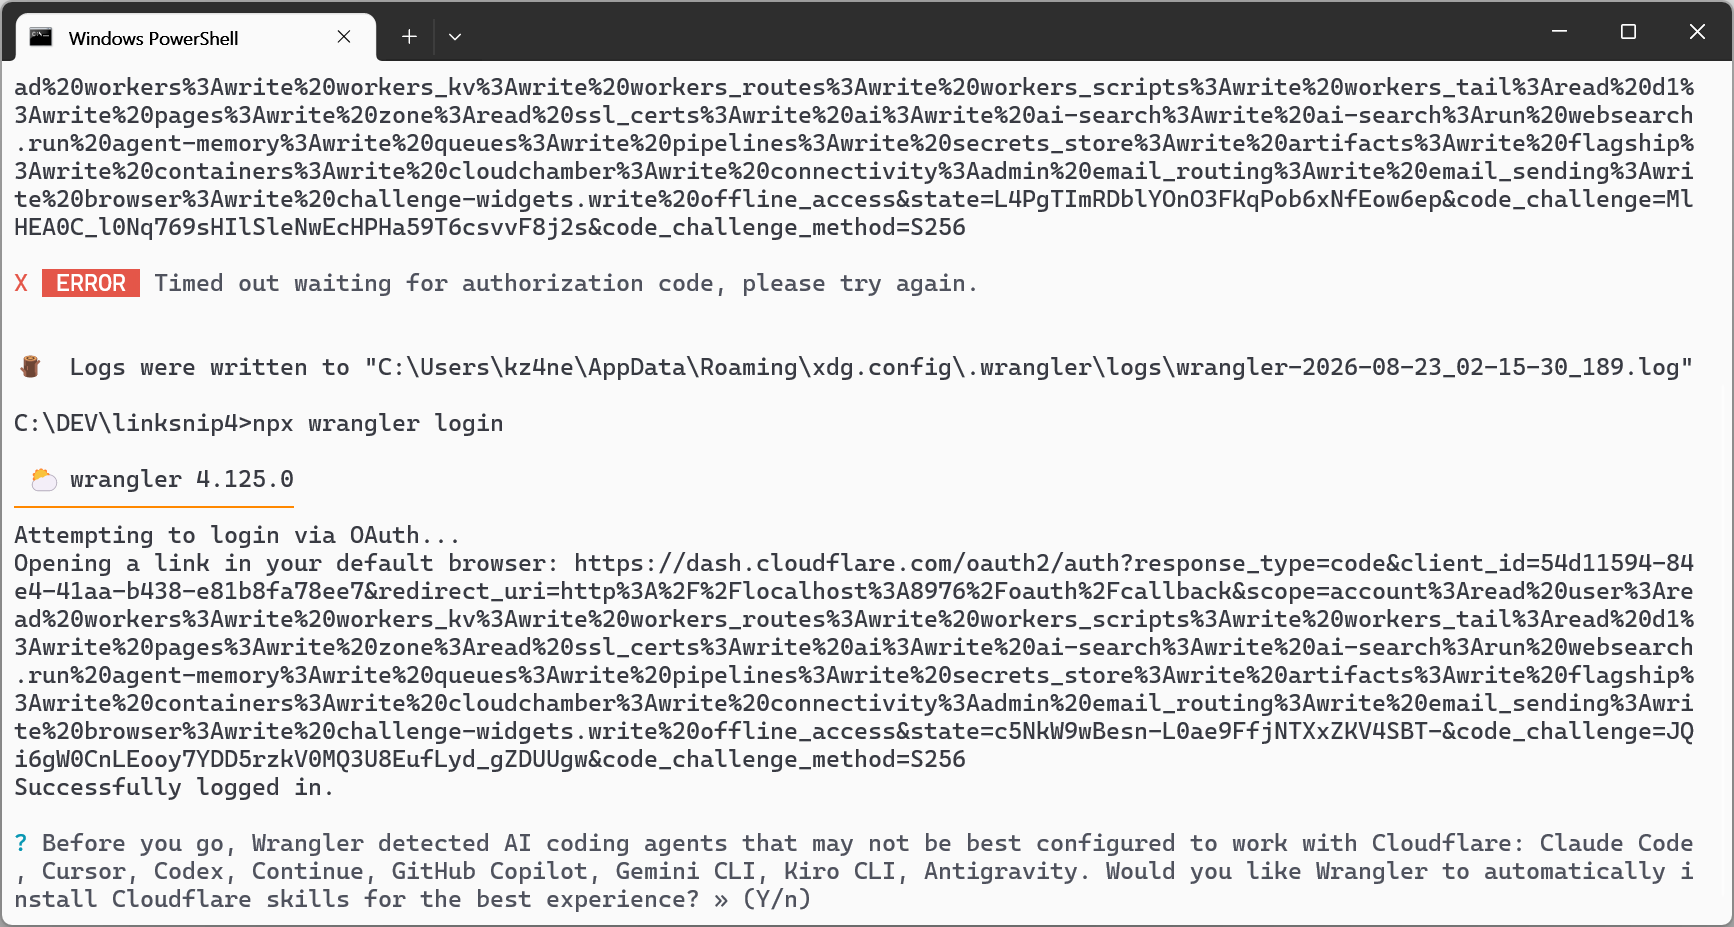 Windows PowerShell
ad%20workers%3Awrite%20workers_kv%3Awrite%20workers_routes%3Awrite%20workers_scripts%3Awrite%20workers_tail%3Aread%20d1%
3Awrite%20pages%3Awrite%20zone%3Aread%20ssl_certs%3Awrite%20ai%3Awrite%20ai-search%3Awrite%20ai-search%3Arun%20websearch
.run%20agent-memory%3Awrite%20queues%3Awrite%20pipelines%3Awrite%20secrets_store%3Awrite%20artifacts%3Awrite%20flagship%
3Awrite%20containers%3Awrite%20cloudchamber%3Awrite%20connectivity%3Aadmin%20email_routing%3Awrite%20email_sending%3Awri
te%20browser%3Awrite%20challenge-widgets.write%20offline_access&state=L4PgTImRDblYOnO3FKqPob6xNfEow6ep&code_challenge=Ml
HEA0C_l0Nq769sHIlSleNwEcHPHa59T6csvvF8j2s&code_challenge_method=S256
X ERROR Timed out waiting for authorization code, please try again.
Logs were written to "C:\Users\kz4ne\AppData\Roaming\xdg.config\.wrangler\logs\wrangler-2026-08-23_02-15-30_189.log"
C:\DEV\linksnip4>npx wrangler login
wrangler 4.125.0
Attempting to login via OAuth...
Opening a link in your default browser: https://dash.cloudflare.com/oauth2/auth?response_type=code&client_id=54d11594-84
e4-41aa-b438-e81b8fa78ee7&redirect_uri=http%3A%2F%2Flocalhost%3A8976%2Foauth%2Fcallback&scope=account%3Aread%20user%3Are
ad%20workers%3Awrite%20workers_kv%3Awrite%20workers_routes%3Awrite%20workers_scripts%3Awrite%20workers_tail%3Aread%20d1%
3Awrite%20pages%3Awrite%20zone%3Aread%20ssl_certs%3Awrite%20ai%3Awrite%20ai-search%3Awrite%20ai-search%3Arun%20websearch
.run%20agent-memory%3Awrite%20queues%3Awrite%20pipelines%3Awrite%20secrets_store%3Awrite%20artifacts%3Awrite%20flagship%
3Awrite%20containers%3Awrite%20cloudchamber%3Awrite%20connectivity%3Aadmin%20email_routing%3Awrite%20email_sending%3Awri
te%20browser%3Awrite%20challenge-widgets.write%20offline_access&state=c5NkW9wBesn-L0ae9FfjNTXxZKV4SBT-&code_challenge=JQ
i6gW0CnLEooy7YDD5rzkV0MQ3U8EufLyd_gZDUUgw&code_challenge_method=S256
Successfully logged in.
? Before you go, Wrangler detected AI coding agents that may not be best configured to work with Cloudflare: Claude Code
, Cursor, Codex, Continue, GitHub Copilot, Gemini CLI, Kiro CLI, Antigravity. Would you like Wrangler to automatically i
nstall Cloudflare skills for the best experience? » (Y/n)